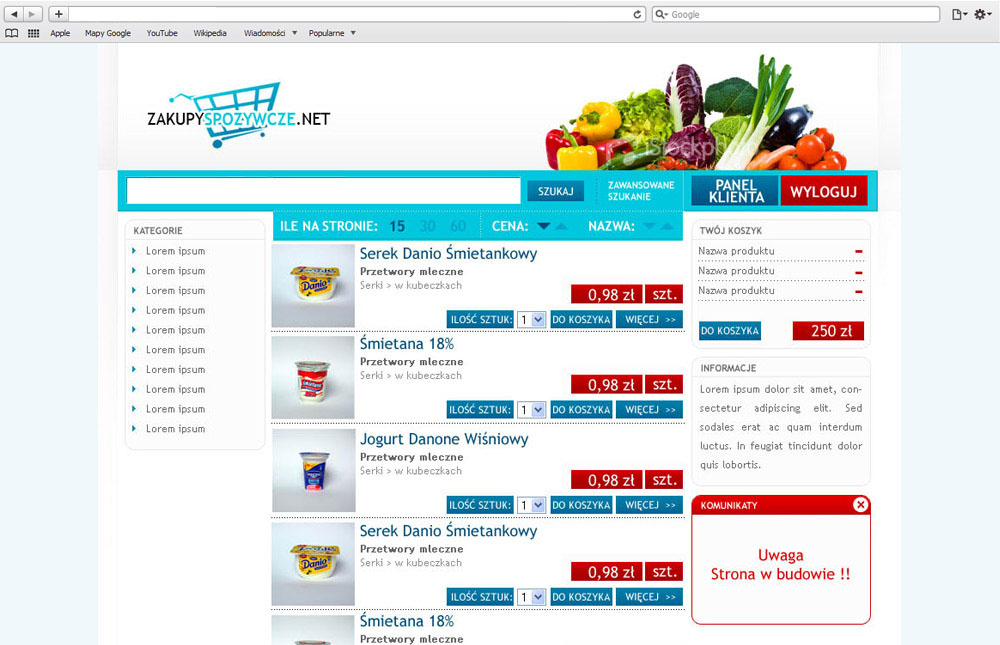 Google
Apple Mapy Google YouTube Wikipedia Wiadomości Popularne
ZAKUPYSPOZYWCZE.NET
iStockphoto
SZUKAJ
ZAWANSOWANE
SZUKANIE
PANEL
KLIENTA
WYLOGUJ
KATEGORIE
Lorem ipsum
Lorem ipsum
Lorem ipsum
Lorem ipsum
Lorem ipsum
Lorem ipsum
Lorem ipsum
Lorem ipsum
Lorem ipsum
Lorem ipsum
ILE NA STRONIE: 15 30 60 CENA: NAZWA:
Serek Danio Śmietankowy
Przetwory mleczne
Serki > w kubeczkach
Danio
0,98 zł szt.
ILOŚĆ SZTUK: 1 DO KOSZYKA WIĘCEJ >>
Śmietana 18%
Przetwory mleczne
Serki > w kubeczkach
0,98 zł szt.
ILOŚĆ SZTUK: 1 DO KOSZYKA WIĘCEJ >>
Jogurt Danone Wiśniowy
Przetwory mleczne
Serki > w kubeczkach
0,98 zł szt.
ILOŚĆ SZTUK: 1 DO KOSZYKA WIĘCEJ >>
Serek Danio Śmietankowy
Przetwory mleczne
Serki > w kubeczkach
Danio
0,98 zł szt.
ILOŚĆ SZTUK: 1 DO KOSZYKA WIĘCEJ >>
Śmietana 18%
Przetwory mleczne
TWÓJ KOSZYK
Nazwa produktu
Nazwa produktu
Nazwa produktu
DO KOSZYKA 250 zł
INFORMACJE
Lorem ipsum dolor sit amet, con-
sectetur adipiscing elit. Sed
sodales erat ac quam interdum
luctus. In feugiat tincidunt dolor
quis lobortis.
KOMUNIKATY
Uwaga
Strona w budowie !!